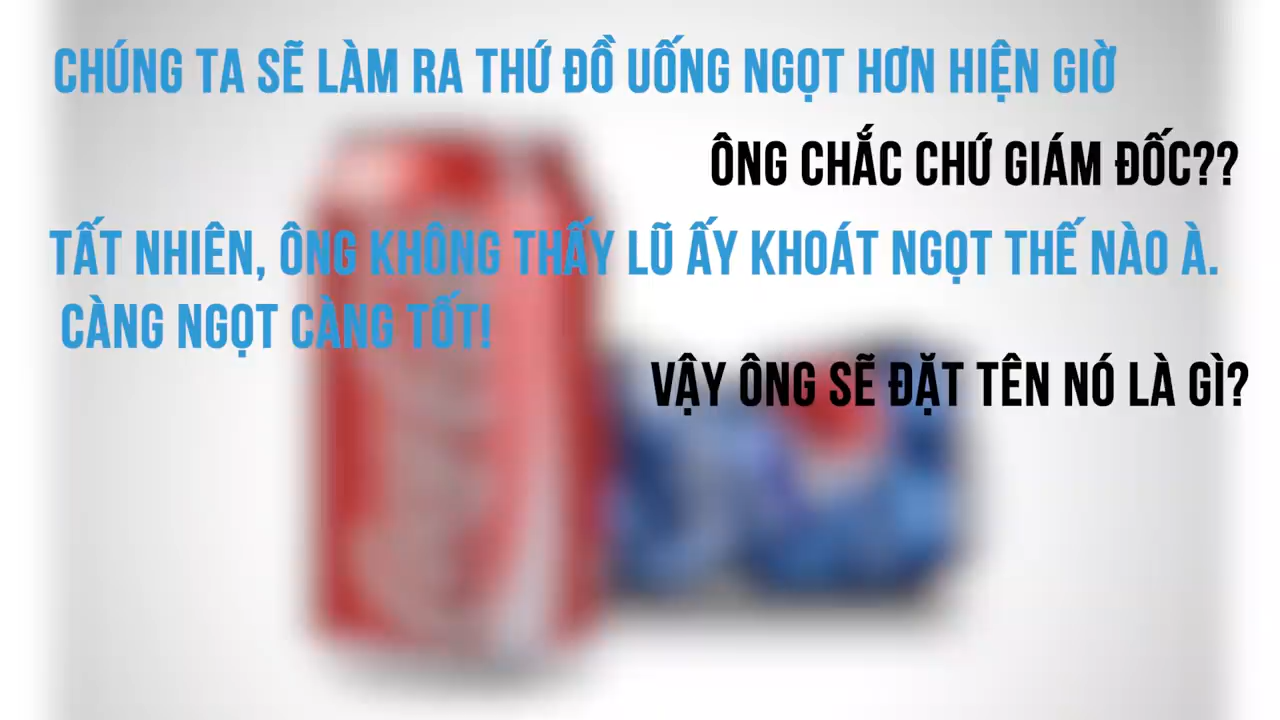 CHÚNG TA SẼ LÀM RA THỨ ĐỒ UỐNG NGỌT HƠN HIỆN GIỜ
ÔNG CHẮC CHỨ GIÁM ĐỐC??
TẤT NHIÊN, ÔNG KHÔNG THẤY LŨ ẤY KHOÁT NGỌT THẾ NÀO À.
CÀNG NGỌT CÀNG TỐT!
VẬY ÔNG SẼ ĐẶT TÊN NÓ LÀ GÌ?